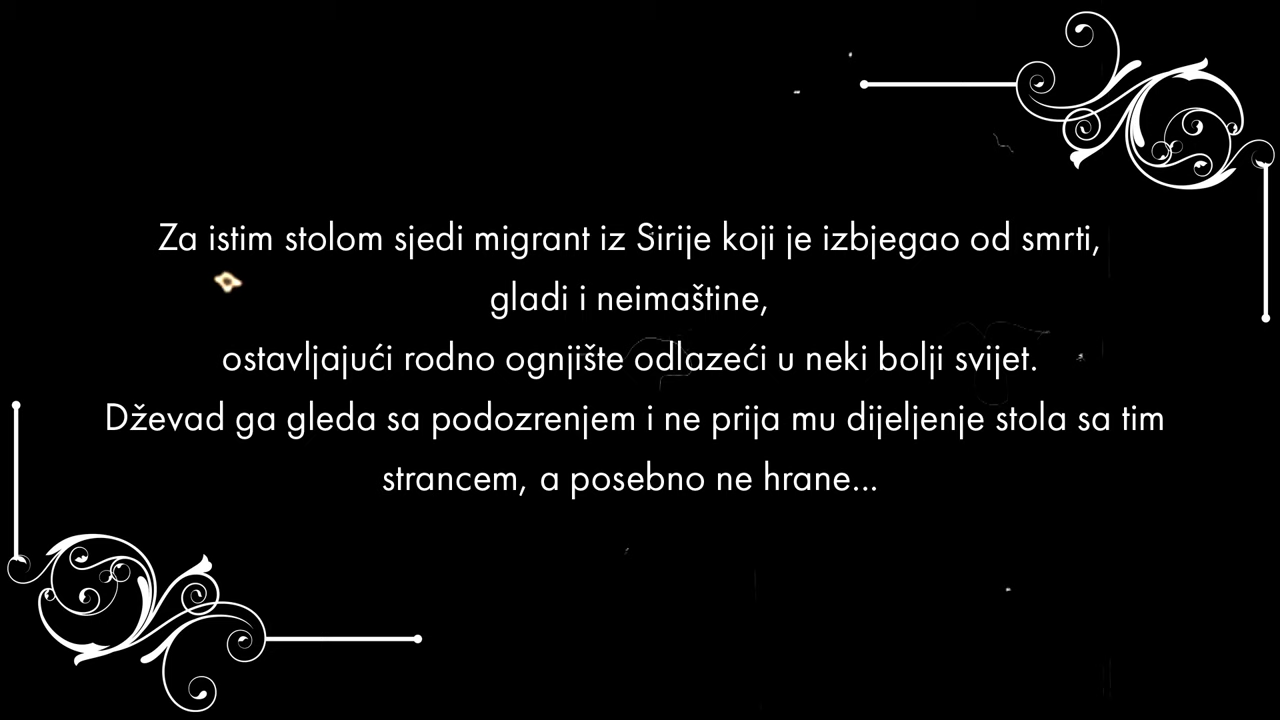 Za istim stolom sjedi migrant iz Sirije koji je izbjegao od smrti,
gladi i neimaštine,
ostavljajući rodno ognjište odlazeći u neki bolji svijet.
Dževad ga gleda sa podozrenjem i ne prija mu dijeljenje stola sa tim
strancem, a posebno ne hrane...